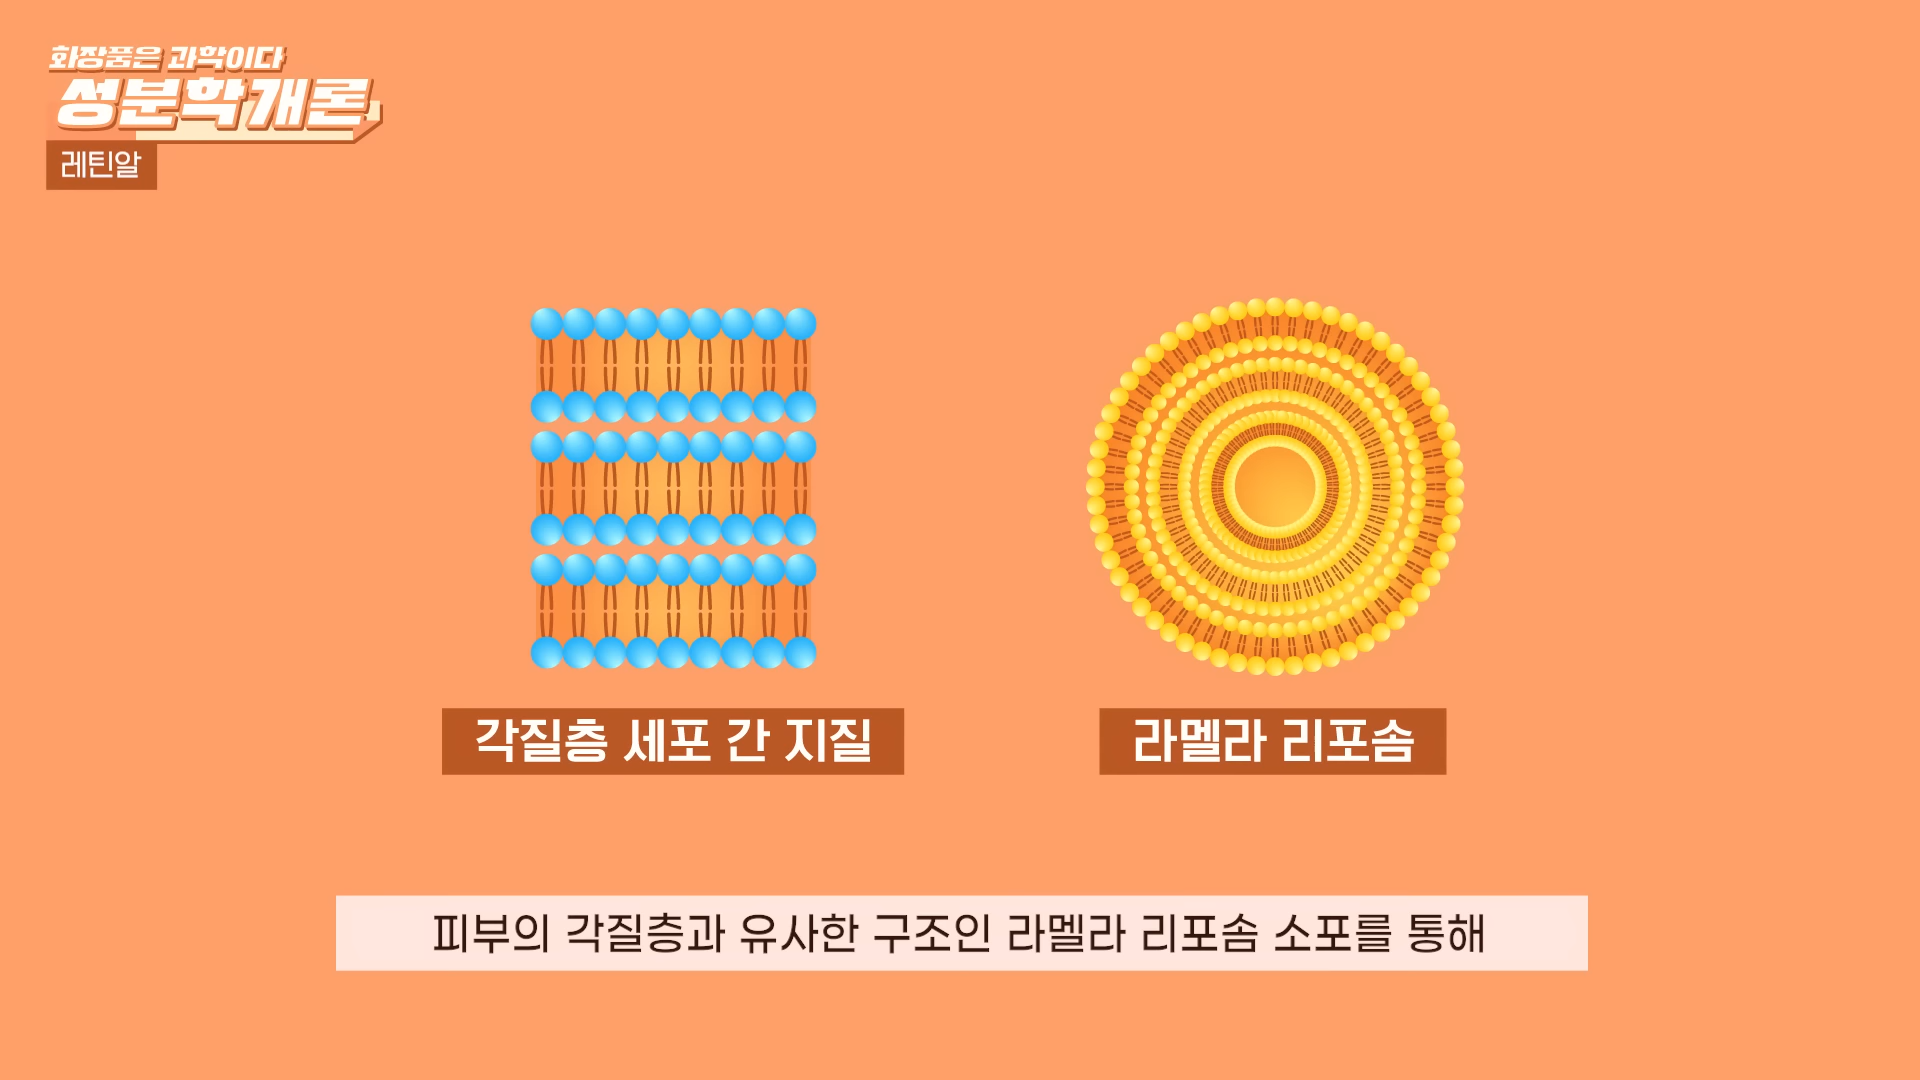 화장품은 과학이다
성분학개론
레틴알
각질층 세포 간 지질
라멜라 리포솜
피부의 각질층과 유사한 구조인 라멜라 리포솜 소포를 통해